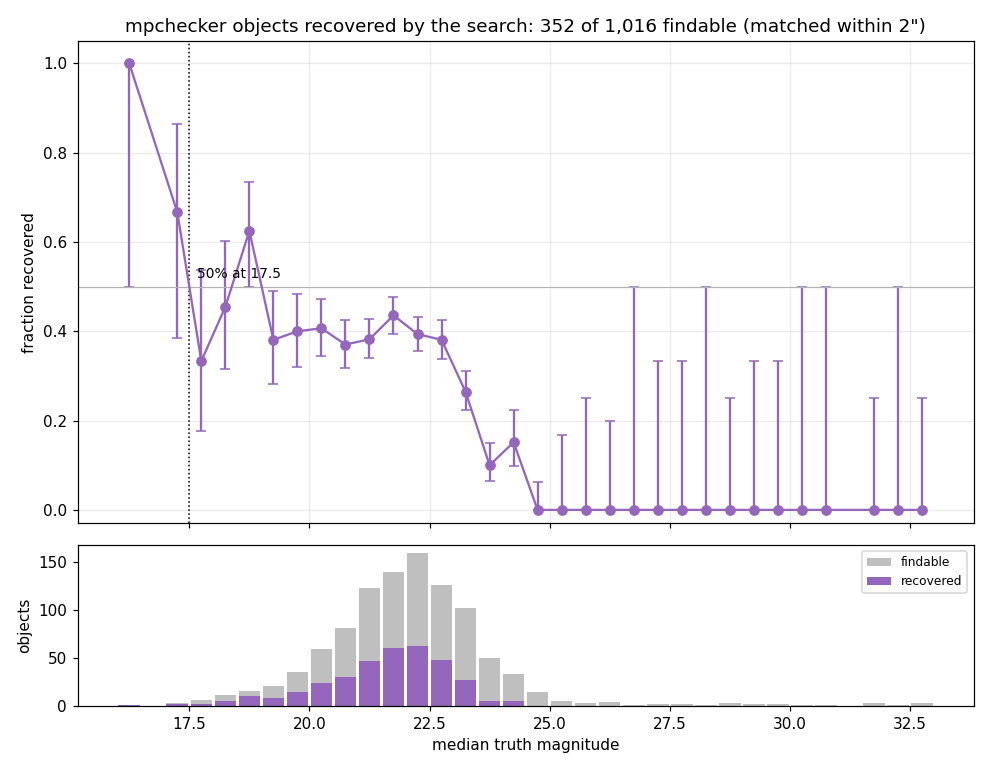 mpchecker objects recovered by the search: 352 of 1,016 findable (matched within 2")
1.0
0.8
0.6
0.4
0.2
0.0
fraction recovered
50% at 17.5
150
100
50
0
objects
findable
recovered
17.5 20.0 22.5 25.0 27.5 30.0 32.5
median truth magnitude